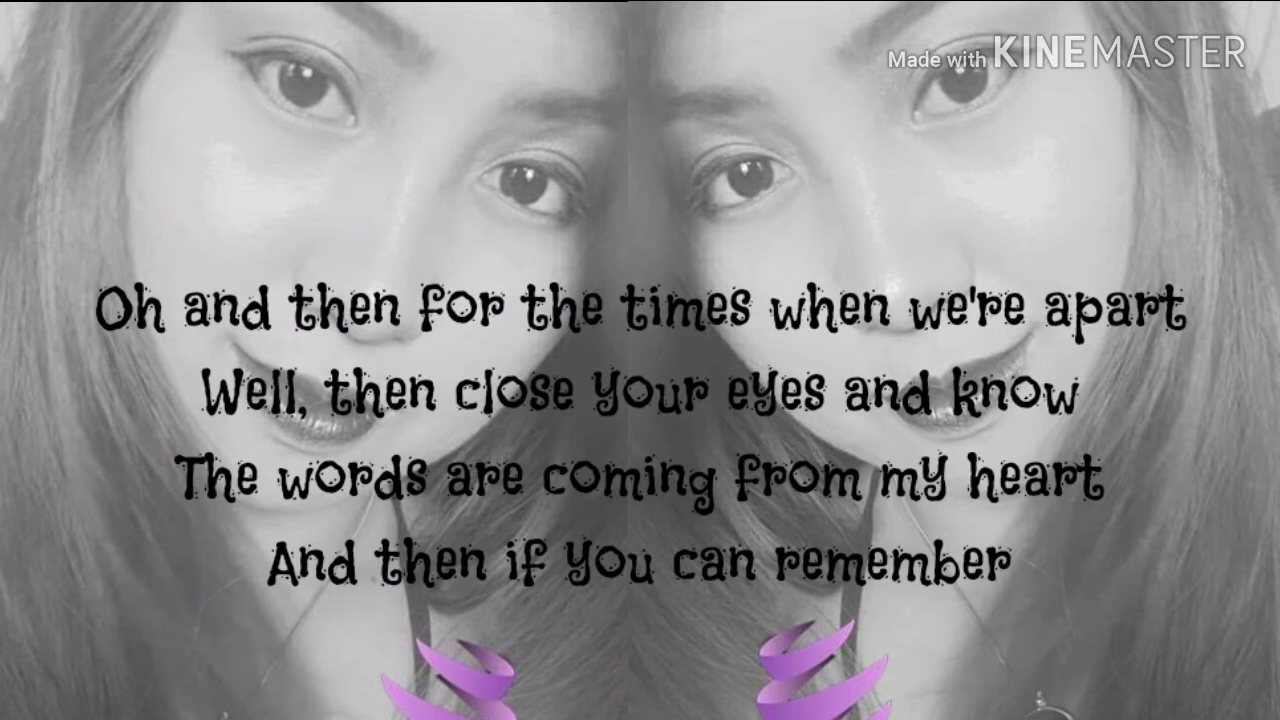 Made with KINEMASTER
Oh and then for the times when we're apart
Well, then close your eyes and know
The words are coming from my heart
And then if you can remember